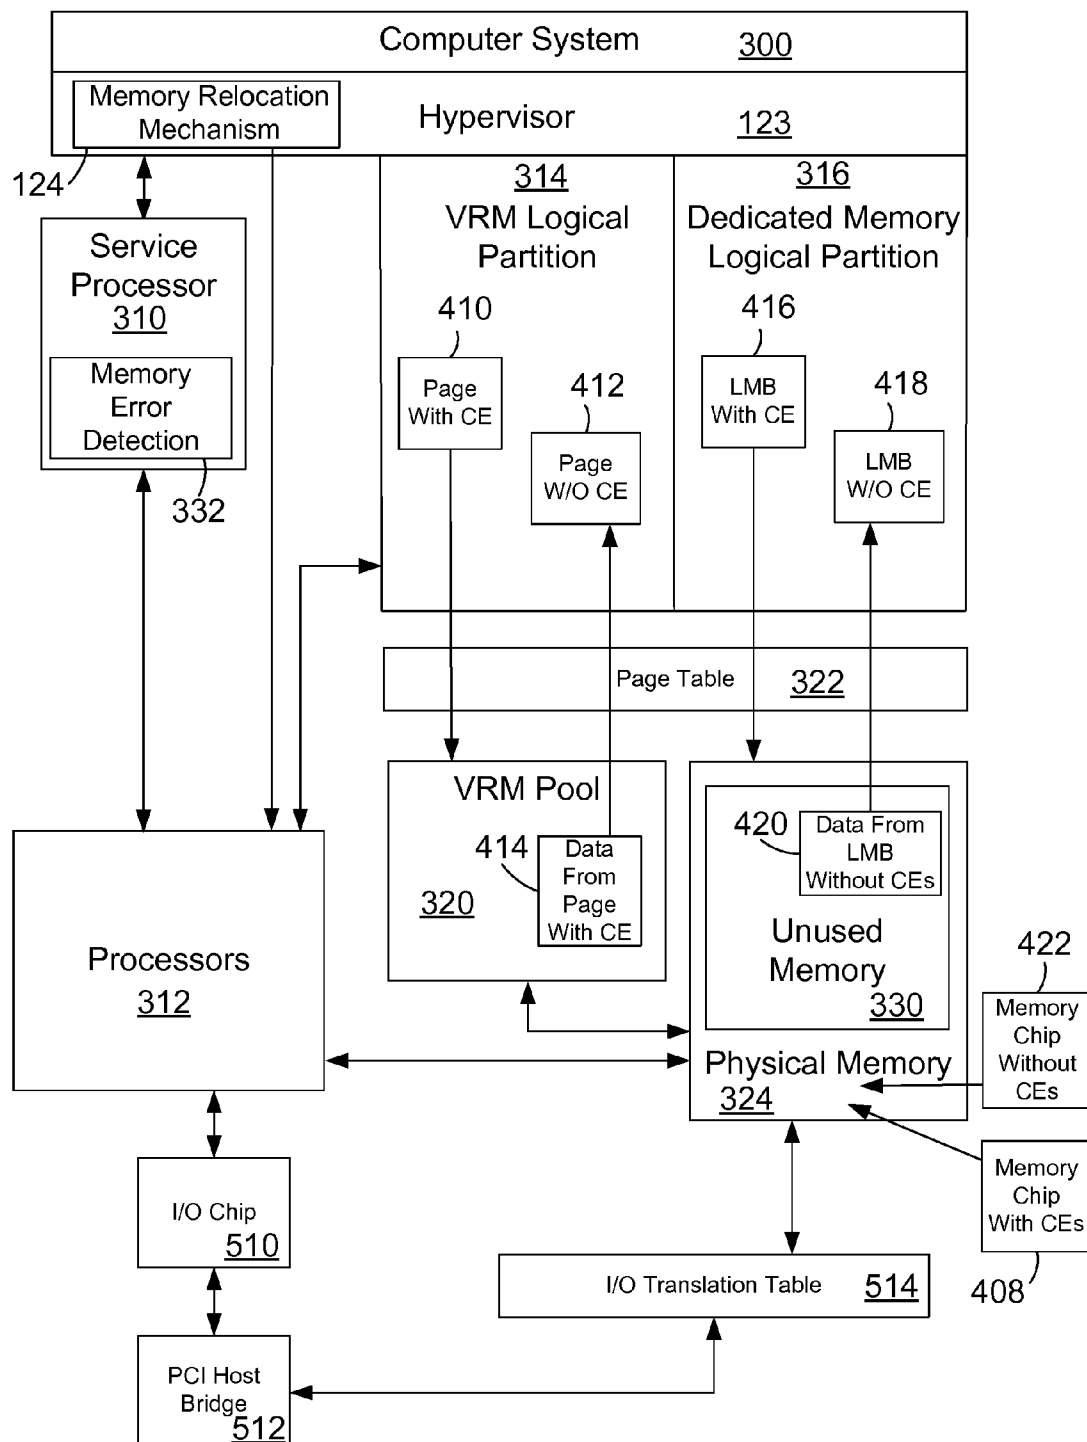 Computer System 300
Memory Relocation
Mechanism
Hypervisor 123
124
314
VRM Logical
Partition
316
Dedicated Memory
Logical Partition
Service
Processor
310
Memory
Error
Detection
332
410
Page
With CE
412
Page
W/O CE
416
LMB
With CE
418
LMB
W/O CE
Page Table 322
VRM Pool
414
320
Data
From
Page
With CE
420
Data From
LMB
Without CEs
Unused
Memory
330
Physical Memory
324
422
Memory
Chip
Without
CEs
Memory
Chip
With CEs
408
Processors
312
I/O Chip
510
I/O Translation Table 514
PCI Host
Bridge
512